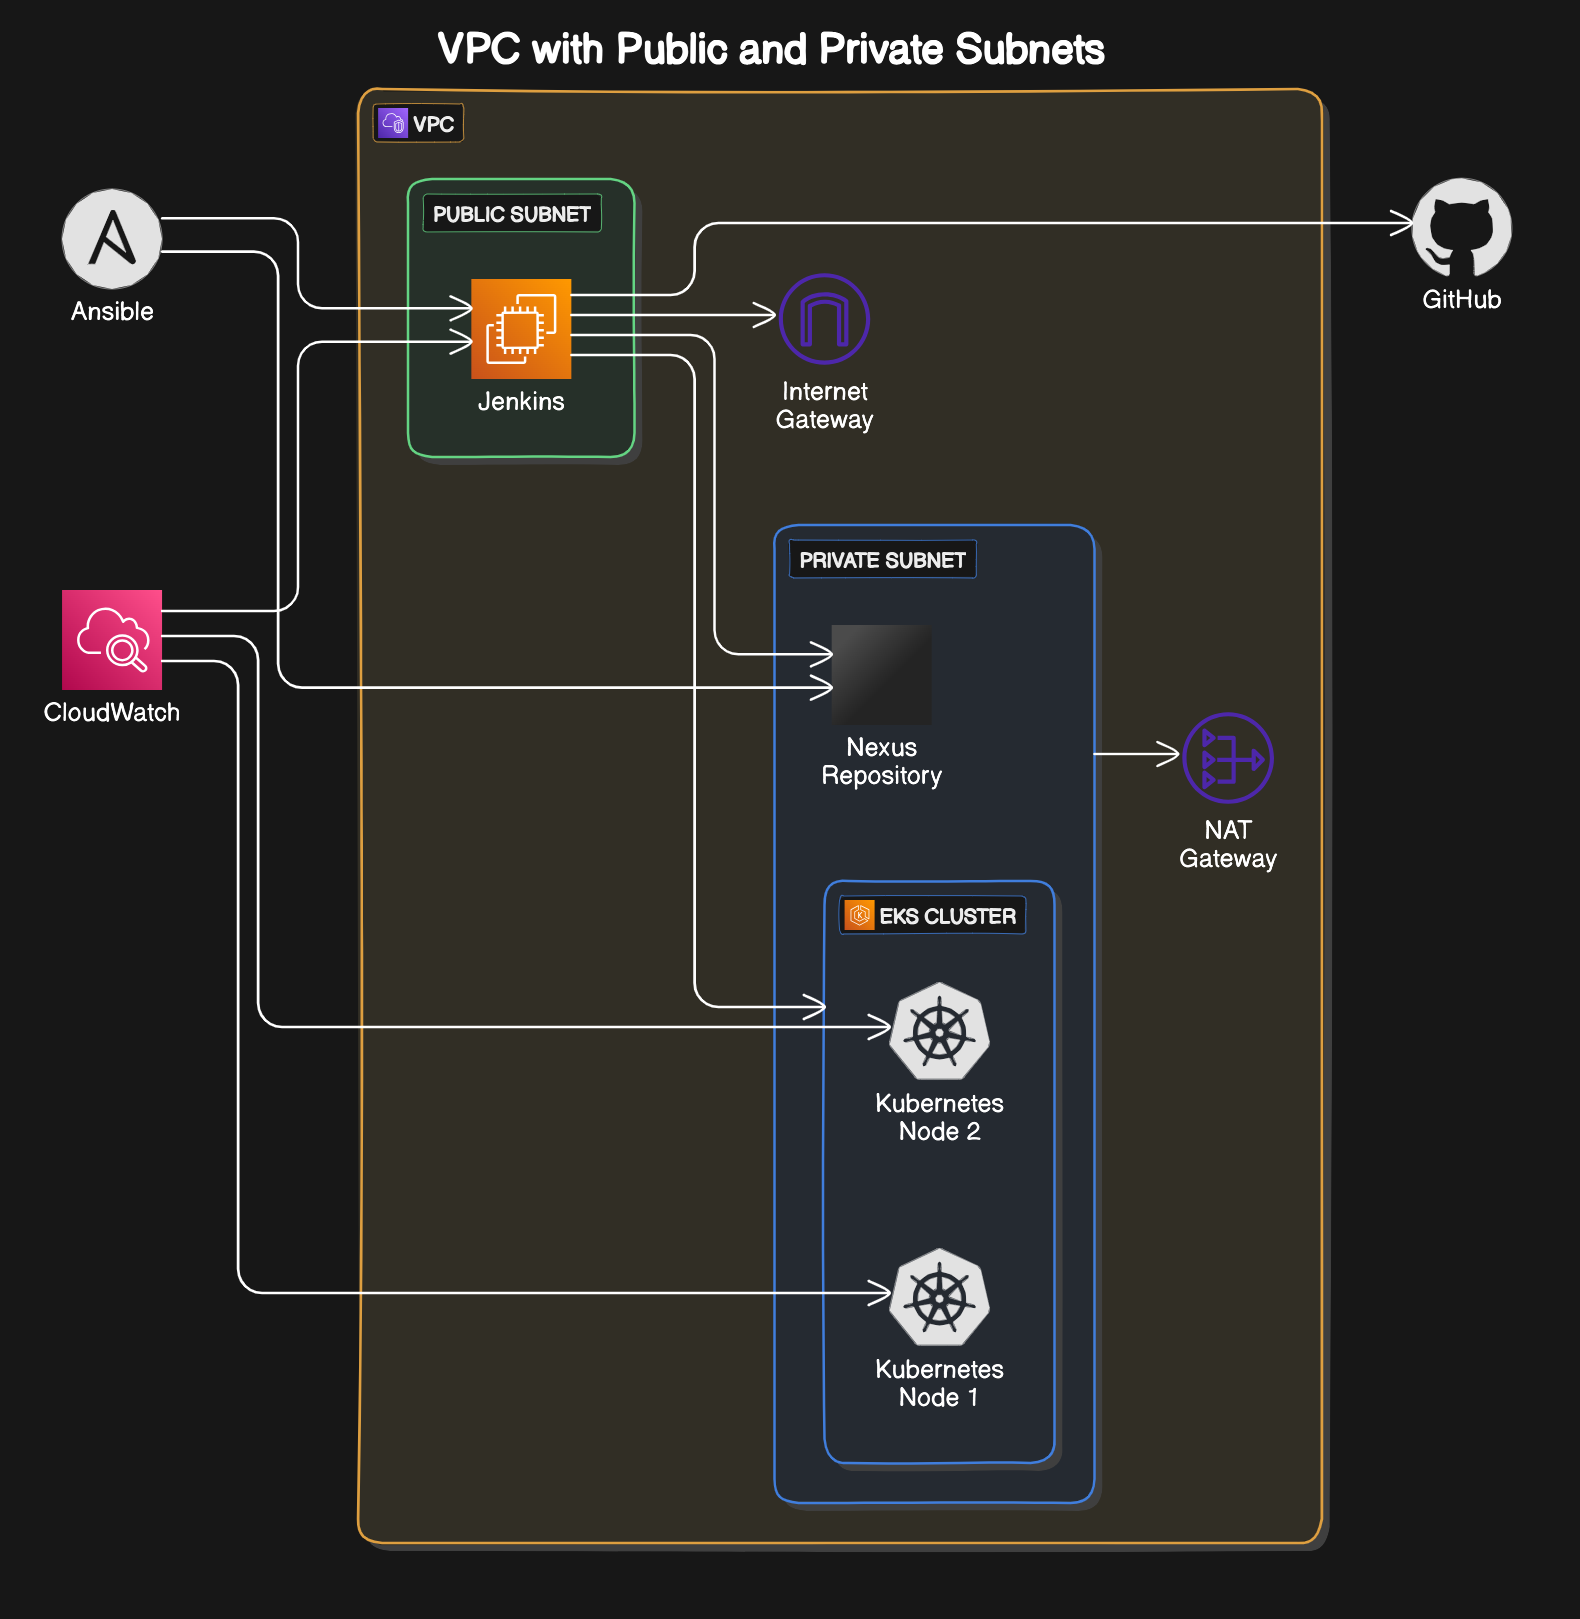 VPC with Public and Private Subnets
VPC
PUBLIC SUBNET
Ansible
GitHub
Jenkins
Internet
Gateway
PRIVATE SUBNET
CloudWatch
Nexus
Repository
NAT
Gateway
EKS CLUSTER
Kubernetes
Node 2
Kubernetes
Node 1